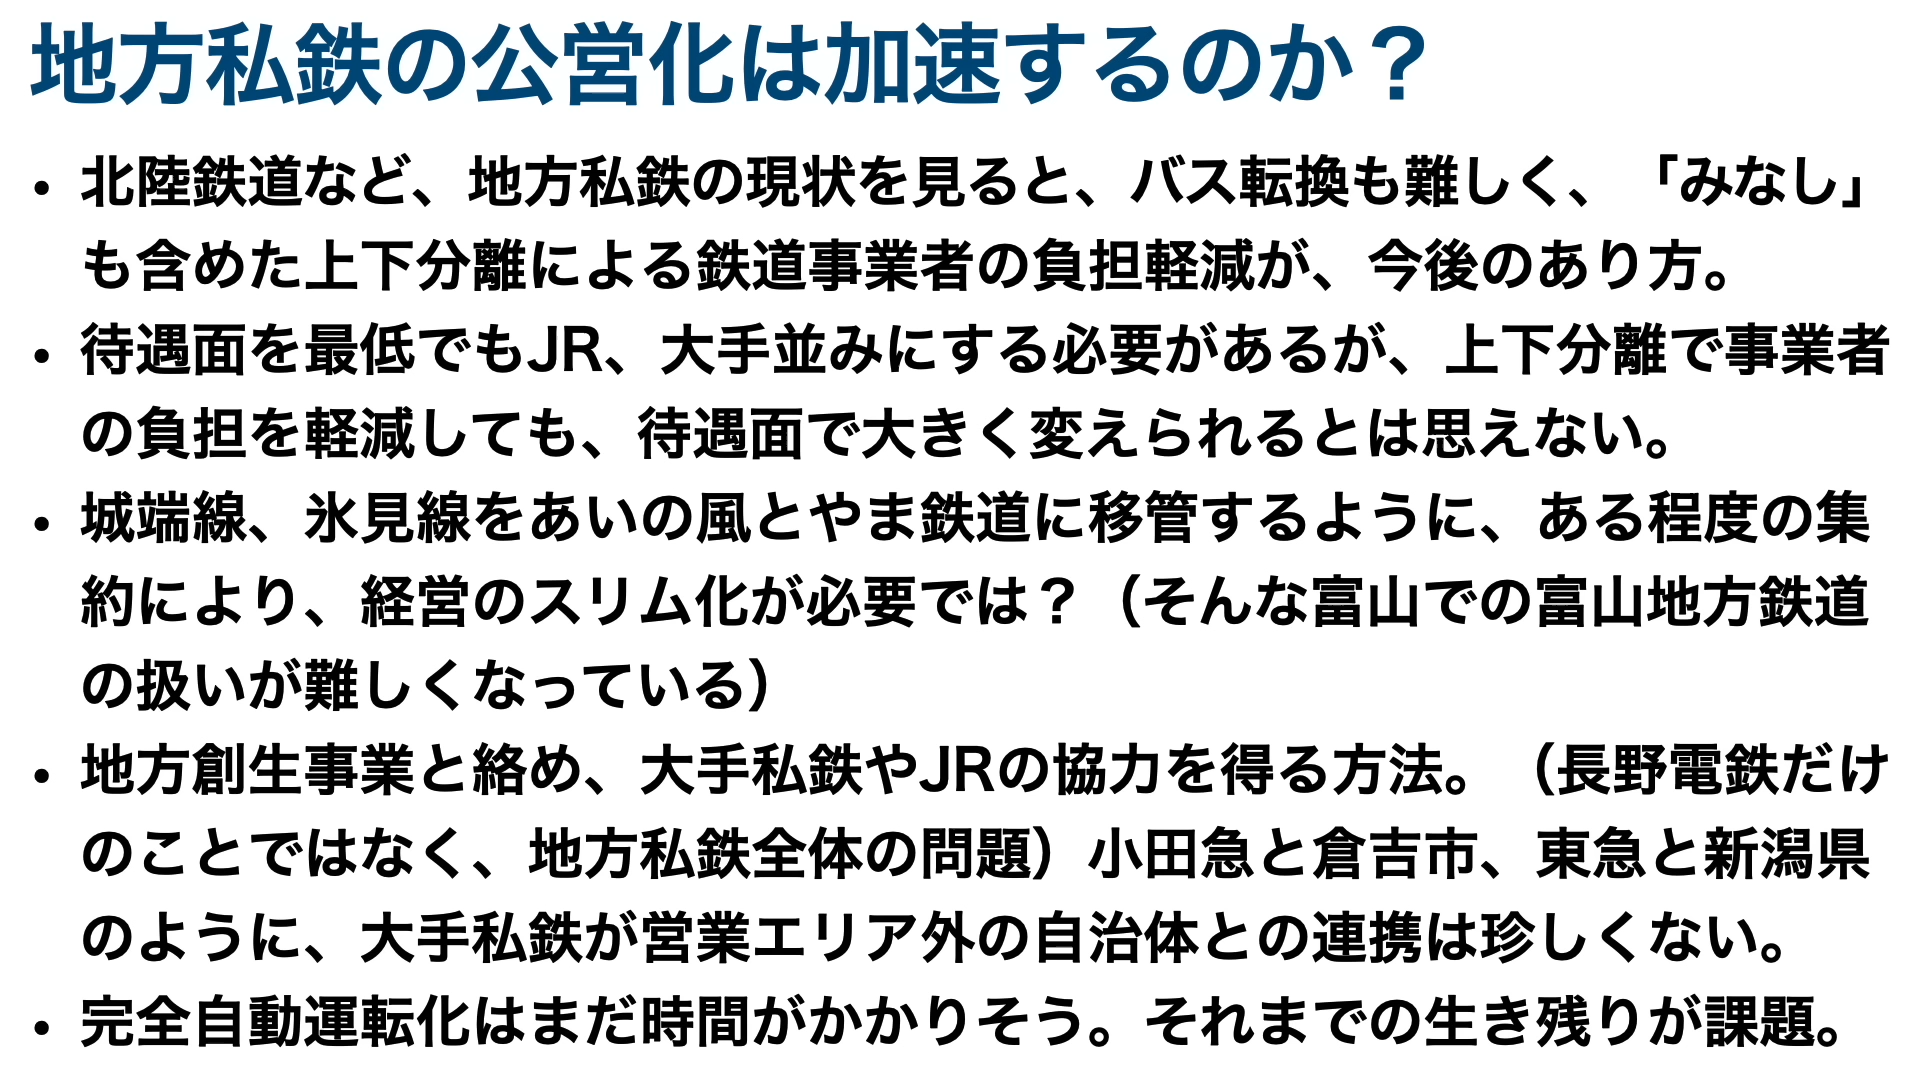 地方私鉄の公営化は加速するのか？
• 北陸鉄道など、地方私鉄の現状を見ると、バス転換も難しく、「みなし」
も含めた上下分離による鉄道事業者の負担軽減が、今後のあり方。
• 待遇面を最低でもJR、大手並みにする必要があるが、上下分離で事業者
の負担を軽減しても、待遇面で大きく変えられるとは思えない。
• 城端線、氷見線をあいの風とやま鉄道に移管するように、ある程度の集
約により、経営のスリム化が必要では？（そんな富山での富山地方鉄道
の扱いが難しくなっている）
• 地方創生事業と絡め、大手私鉄やJRの協力を得る方法。（長野電鉄だけ
のことではなく、地方私鉄全体の問題）小田急と倉吉市、東急と新潟県
のように、大手私鉄が営業エリア外の自治体との連携は珍しくない。
• 完全自動運転化はまだ時間がかかりそう。それまでの生き残りが課題。